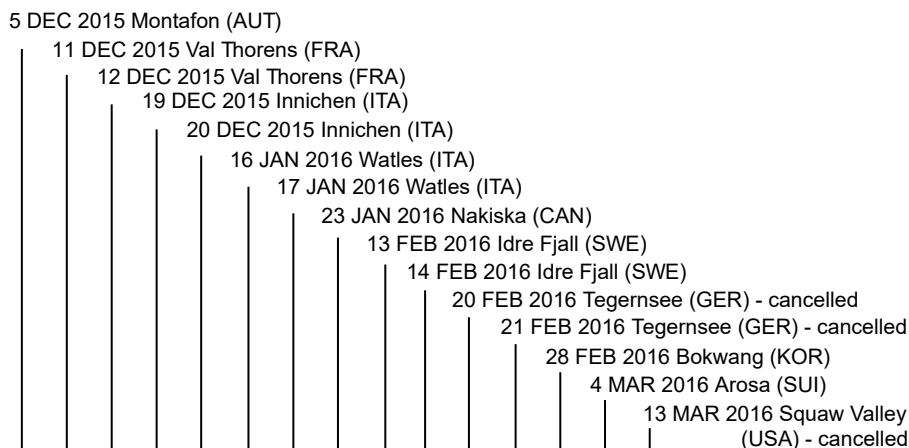 5 DEC 2015 Montafon (AUT)
11 DEC 2015 Val Thorens (FRA)
12 DEC 2015 Val Thorens (FRA)
19 DEC 2015 Innichen (ITA)
20 DEC 2015 Innichen (ITA)
16 JAN 2016 Watles (ITA)
17 JAN 2016 Watles (ITA)
23 JAN 2016 Nakiska (CAN)
13 FEB 2016 Idre Fjall (SWE)
14 FEB 2016 Idre Fjall (SWE)
20 FEB 2016 Tegernsee (GER) - cancelled
21 FEB 2016 Tegernsee (GER) - cancelled
28 FEB 2016 Bokwang (KOR)
4 MAR 2016 Arosa (SUI)
13 MAR 2016 Squaw Valley
(USA) - cancelled